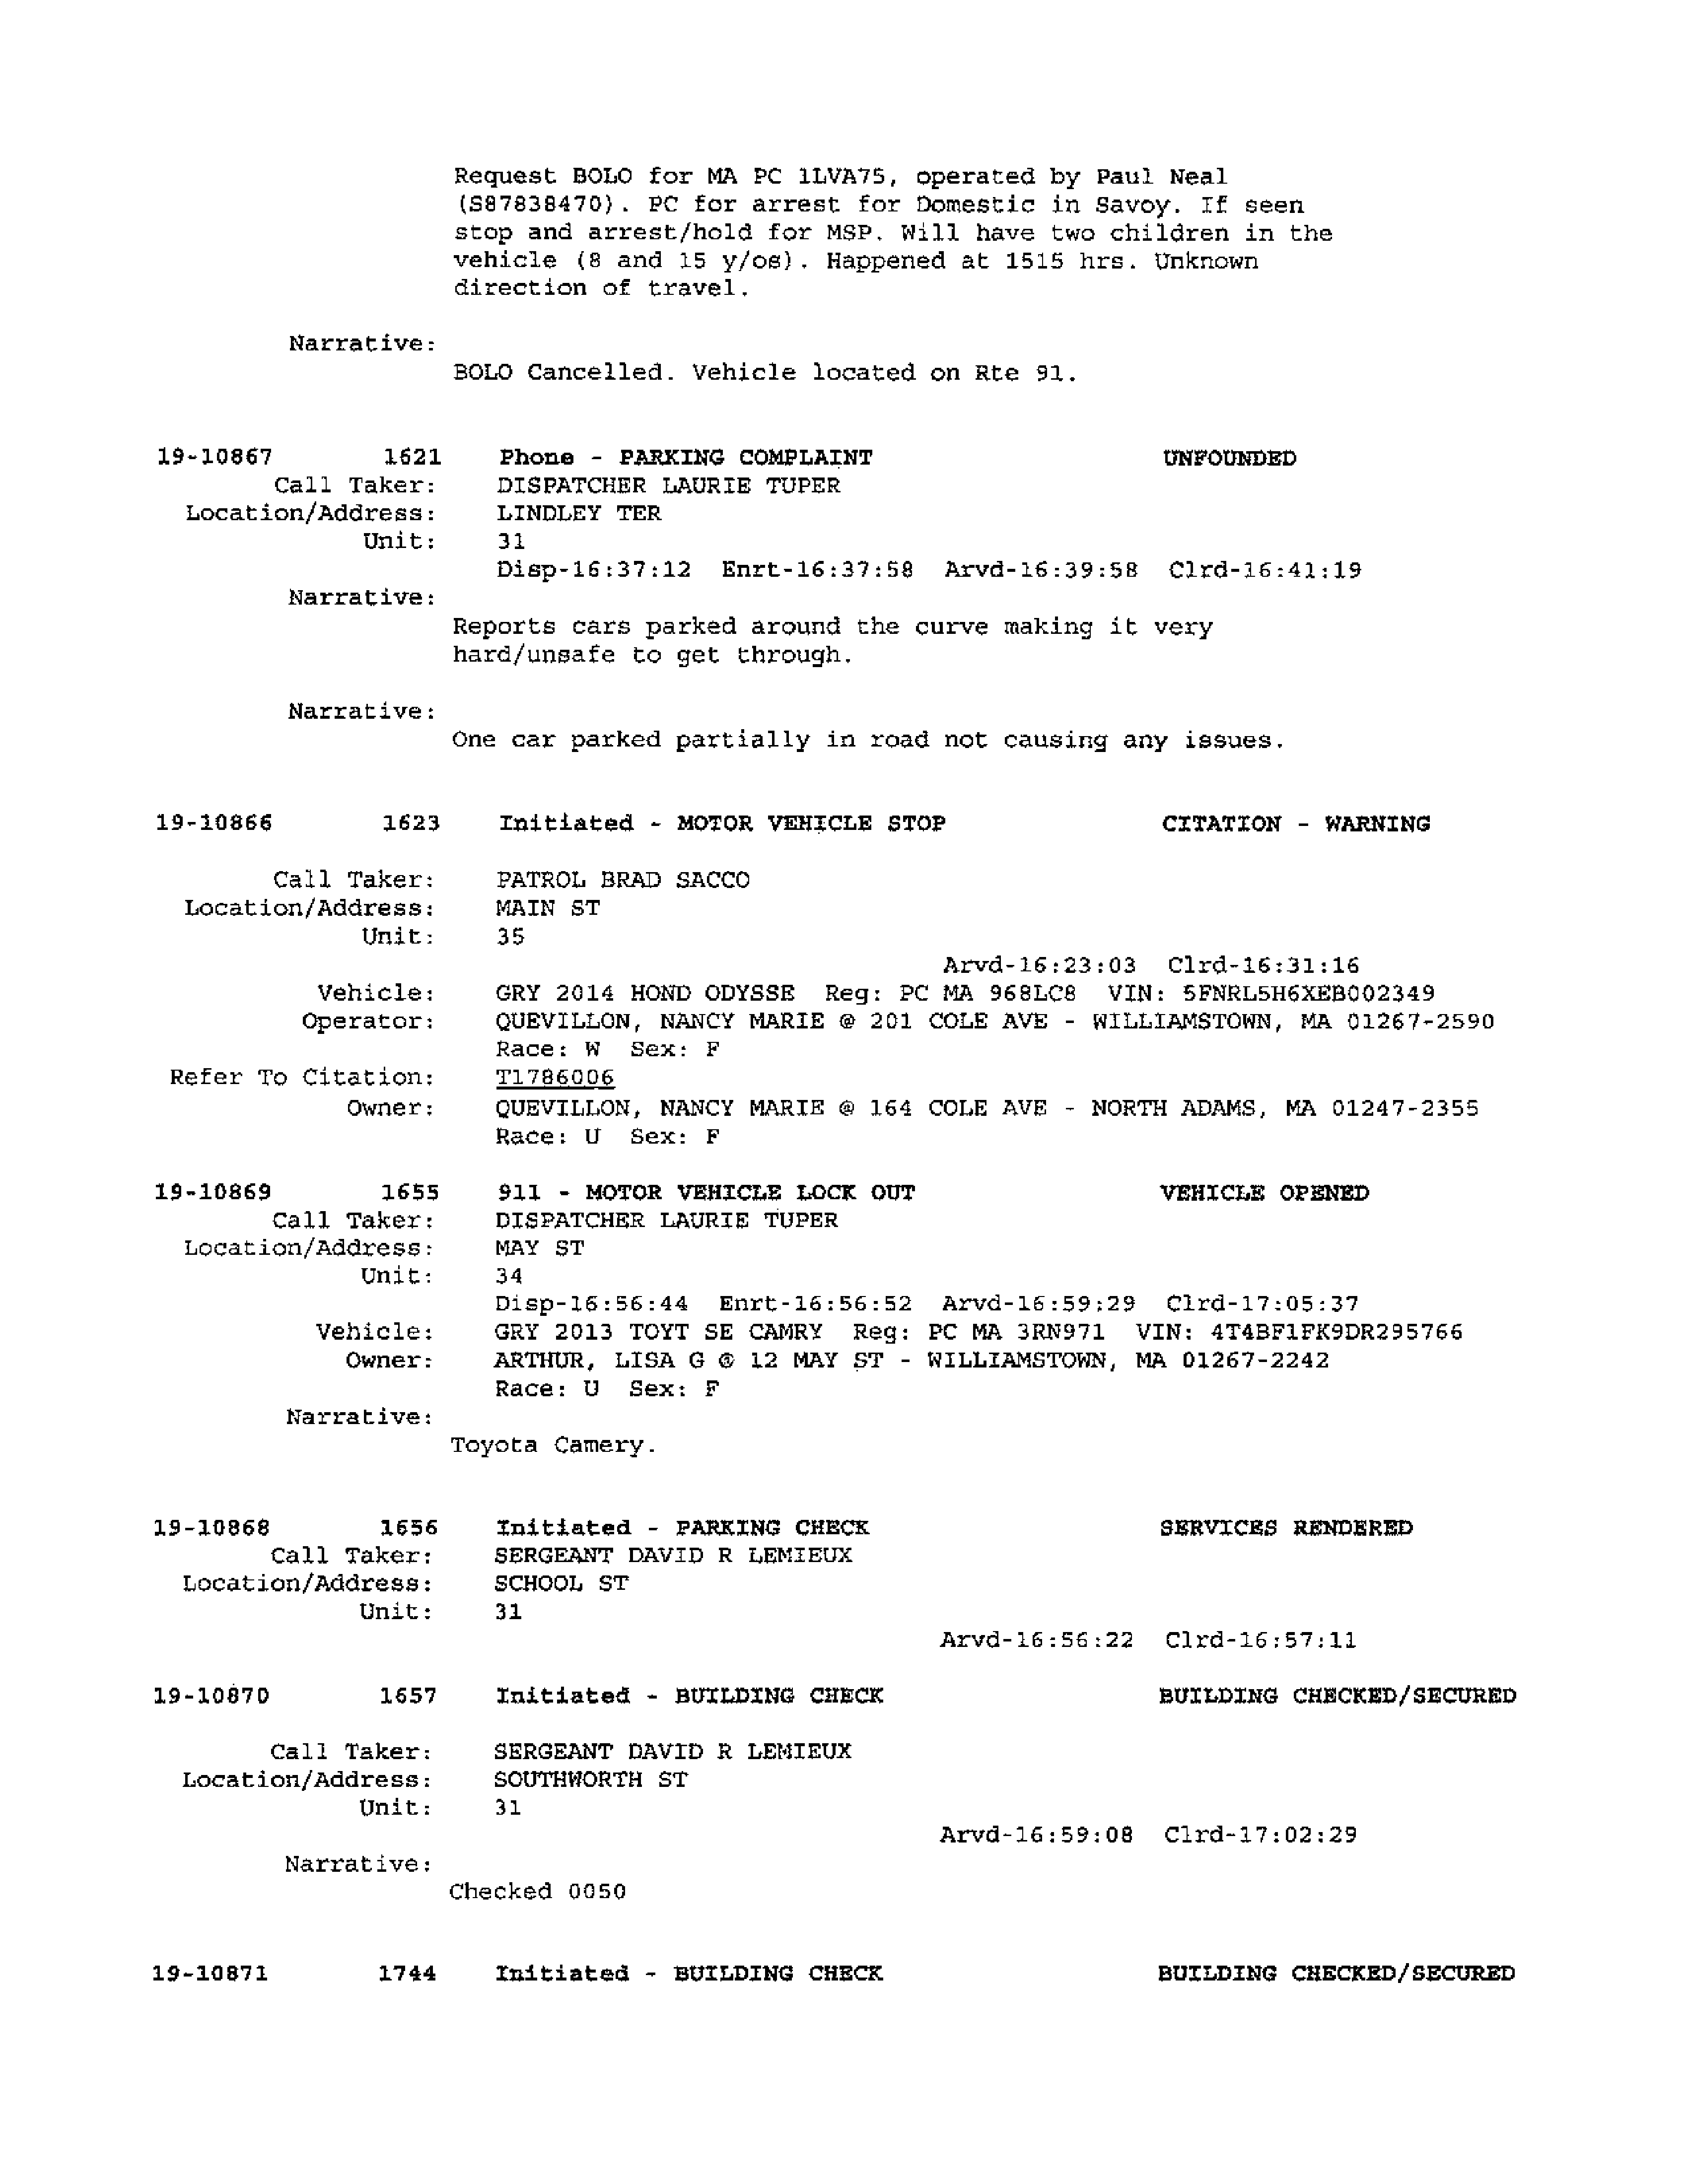 Request BOLO for MA PC 1LVA75, operated by Paul Neal
(S87838470). PC for arrest for Domestic in Savoy. If seen
stop and arrest/hold for MSP. Will have two children in the
vehicle (8 and 15 y/os). Happened at 1515 hrs. Unknown
direction of travel.
Narrative:
BOLO Cancelled. Vehicle located on Rte 91.
19-10867 1621 Phone - PARKING COMPLAINT UNFOUNDED
Call Taker: DISPATCHER LAURIE TUPER
Location/Address: LINDLEY TER
Unit: 31
Disp-16:37:12 Enrt-16:37:58 Arvd-16:39:58 Clrd-16:41:19
Narrative:
Reports cars parked around the curve making it very
hard/unsafe to get through.
Narrative:
One car parked partially in road not causing any issues.
19-10866 1623 Initiated - MOTOR VEHICLE STOP CITATION - WARNING
Call Taker: PATROL BRAD SACCO
Location/Address: MAIN ST
Unit: 35
Arvd-16:23:03 Clrd-16:31:16
Vehicle: GRY 2014 HOND ODYSSE Reg: PC MA 968LC8 VIN: 5FNRL5H6XEB002349
Operator: QUEVILLON, NANCY MARIE @ 201 COLE AVE - WILLIAMSTOWN, MA 01267-2590
Race: W Sex: F
Refer To Citation: T1786006
Owner: QUEVILLON, NANCY MARIE @ 164 COLE AVE - NORTH ADAMS, MA 01247-2355
Race: U Sex: F
19-10869 1655 911 - MOTOR VEHICLE LOCK OUT VEHICLE OPENED
Call Taker: DISPATCHER LAURIE TUPER
Location/Address: MAY ST
Unit: 34
Disp-16:56:44 Enrt-16:56:52 Arvd-16:59:29 Clrd-17:05:37
Vehicle: GRY 2013 TOYT SE CAMRY Reg: PC MA 3RN971 VIN: 4T4BF1FK9DR295766
Owner: ARTHUR, LISA G @ 12 MAY ST - WILLIAMSTOWN, MA 01267-2242
Race: U Sex: F
Narrative:
Toyota Camery.
19-10868 1656 Initiated - PARKING CHECK SERVICES RENDERED
Call Taker: SERGEANT DAVID R LEMIEUX
Location/Address: SCHOOL ST
Unit: 31
Arvd-16:56:22 Clrd-16:57:11
19-10870 1657 Initiated - BUILDING CHECK BUILDING CHECKED/SECURED
Call Taker: SERGEANT DAVID R LEMIEUX
Location/Address: SOUTHWORTH ST
Unit: 31
Arvd-16:59:08 Clrd-17:02:29
Narrative:
Checked 0050
19-10871 1744 Initiated - BUILDING CHECK BUILDING CHECKED/SECURED